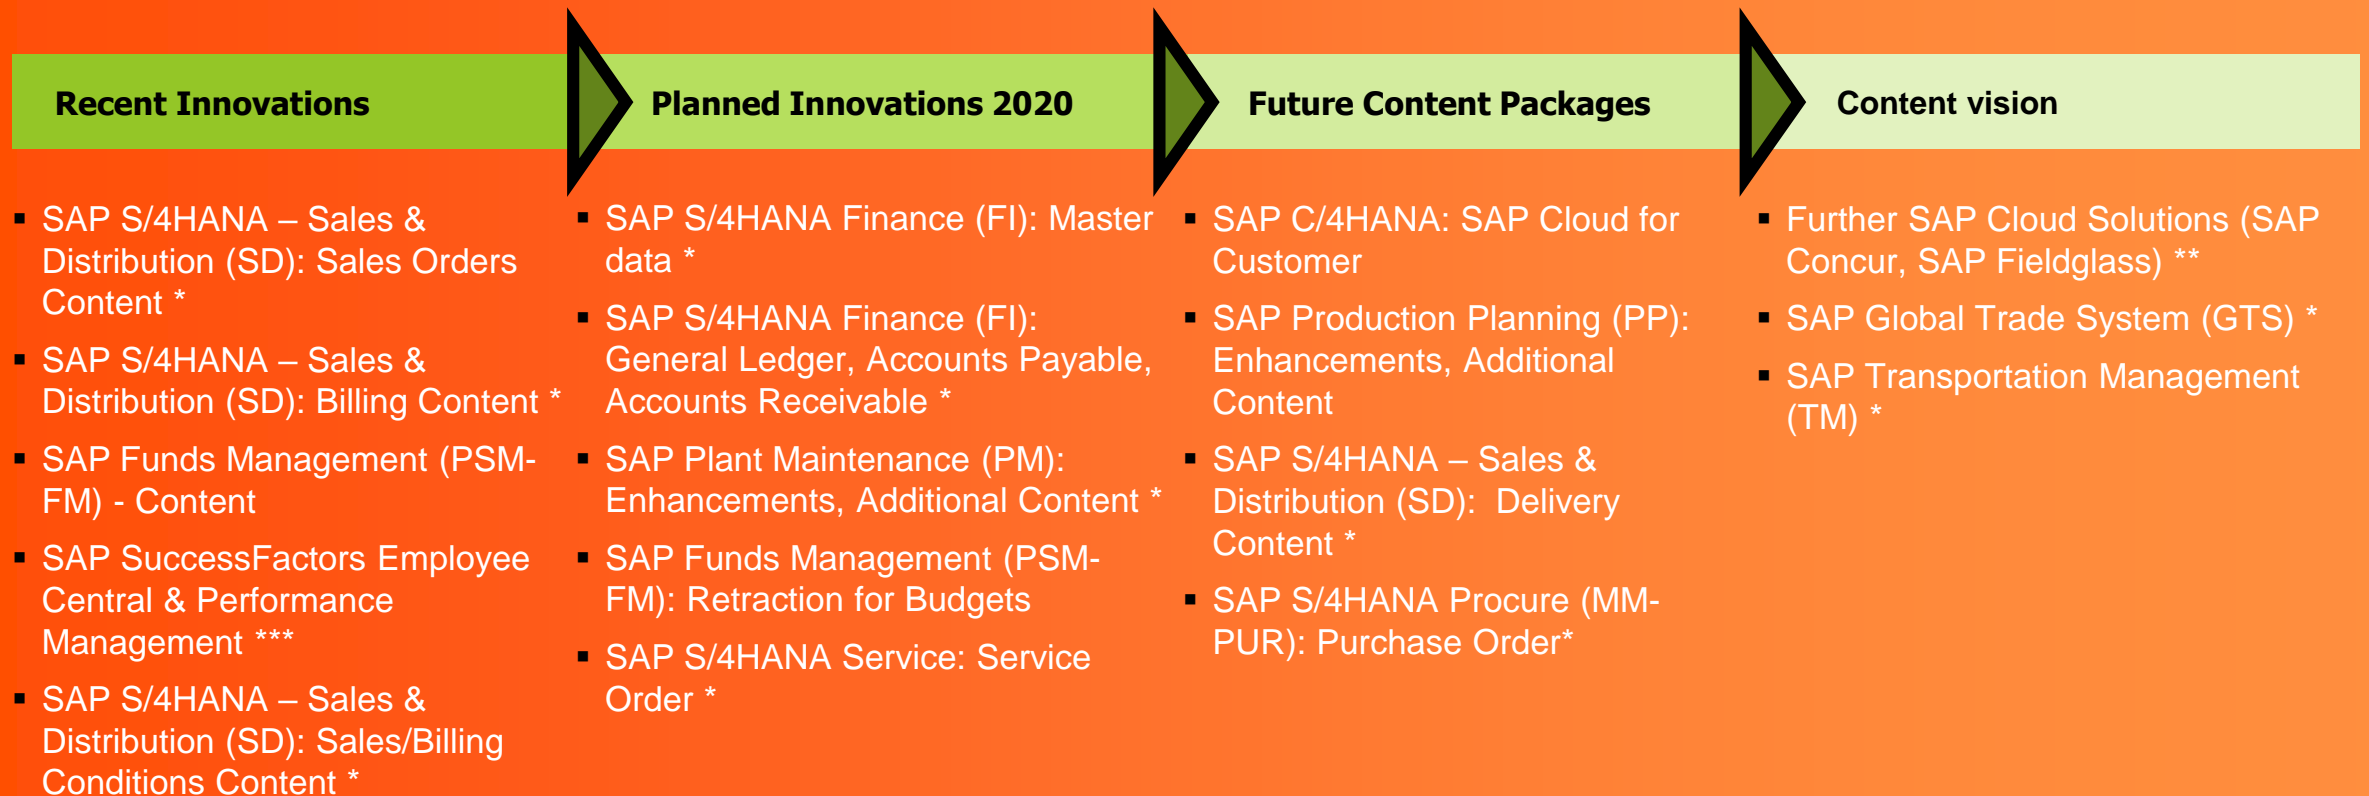 Recent Innovations
Planned Innovations 2020
Future Content Packages
Content vision
▪ SAP S/4HANA – Sales &
Distribution (SD): Sales Orders
Content *
▪ SAP S/4HANA – Sales &
Distribution (SD): Billing Content *
▪ SAP Funds Management (PSM-
FM) - Content
▪ SAP SuccessFactors Employee
Central & Performance
Management ***
▪ SAP S/4HANA – Sales &
Distribution (SD): Sales/Billing
Conditions Content *
▪ SAP S/4HANA Finance (FI): Master
data *
▪ SAP S/4HANA Finance (FI):
General Ledger, Accounts Payable,
Accounts Receivable *
▪ SAP Plant Maintenance (PM):
Enhancements, Additional Content *
▪ SAP Funds Management (PSM-
FM): Retraction for Budgets
▪ SAP S/4HANA Service: Service
Order *
▪ SAP C/4HANA: SAP Cloud for
Customer
▪ SAP Production Planning (PP):
Enhancements, Additional
Content
▪ SAP S/4HANA – Sales &
Distribution (SD):  Delivery
Content *
▪ SAP S/4HANA Procure (MM-
PUR): Purchase Order*
▪ Further SAP Cloud Solutions (SAP
Concur, SAP Fieldglass) **
▪ SAP Global Trade System (GTS) *
▪ SAP Transportation Management
(TM) *